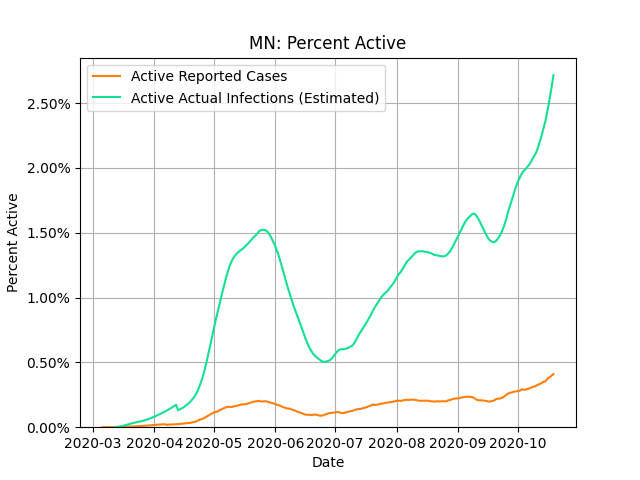 MN: Percent Active
Active Reported Cases
Active Actual Infections (Estimated)
2.50%
2.00%
1.50%
1.00%
0.50%
0.00%
Percent Active
2020-03 2020-04 2020-05 2020-06 2020-07 2020-08 2020-09 2020-10
Date